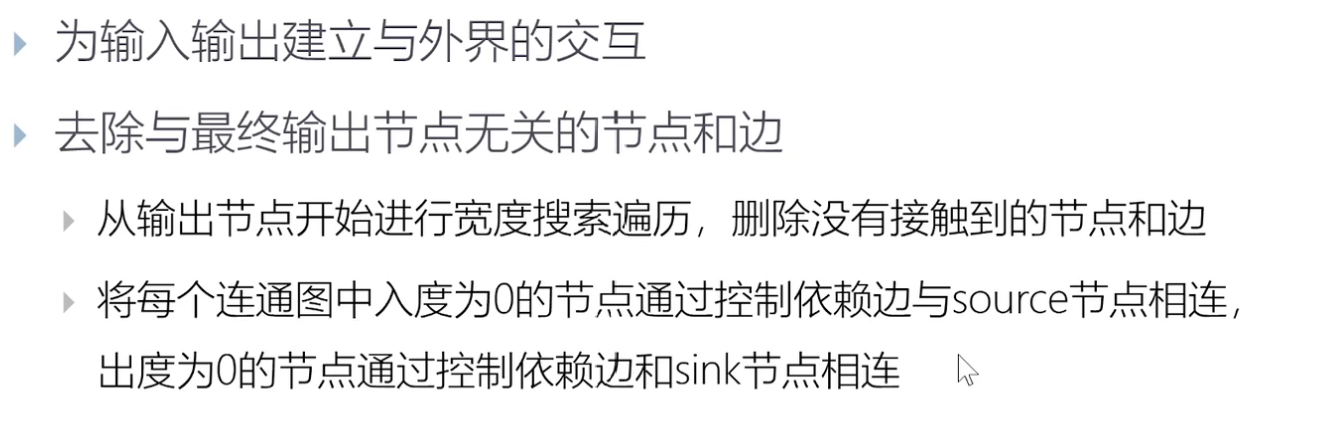 为输入输出建立与外界的交互
去除与最终输出节点无关的节点和边
从输出节点开始进行宽度搜索遍历，删除没有接触到的节点和边
将每个连通图中入度为0的节点通过控制依赖边与source节点相连，
出度为0的节点通过控制依赖边和sink节点相连